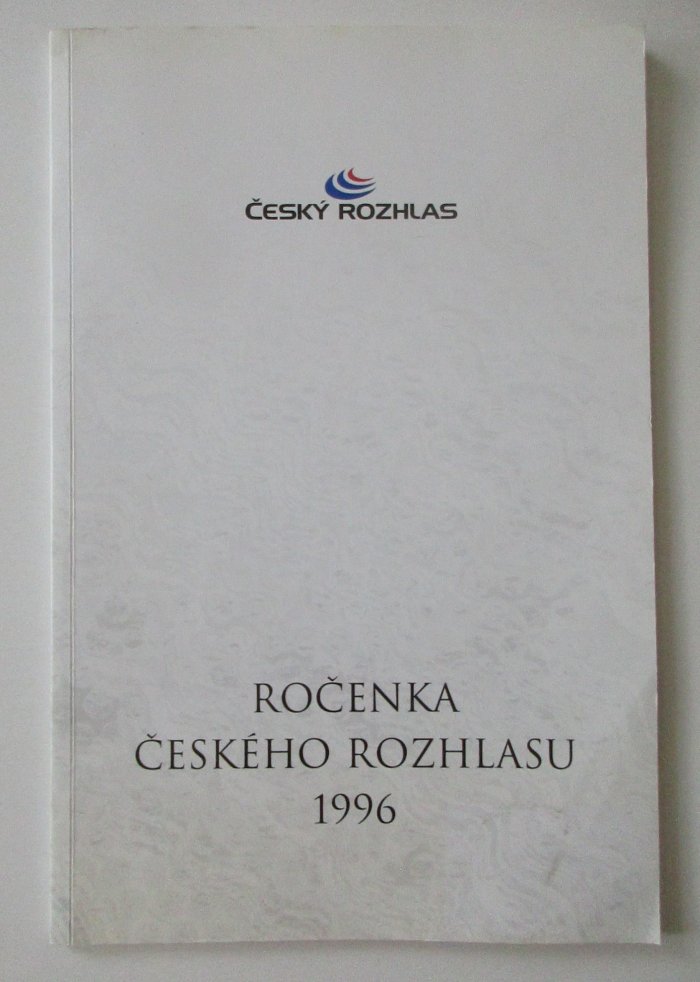 ČESKÝ ROZHLAS
ROČENKA
ČESKÉHO ROZHLASU
1996